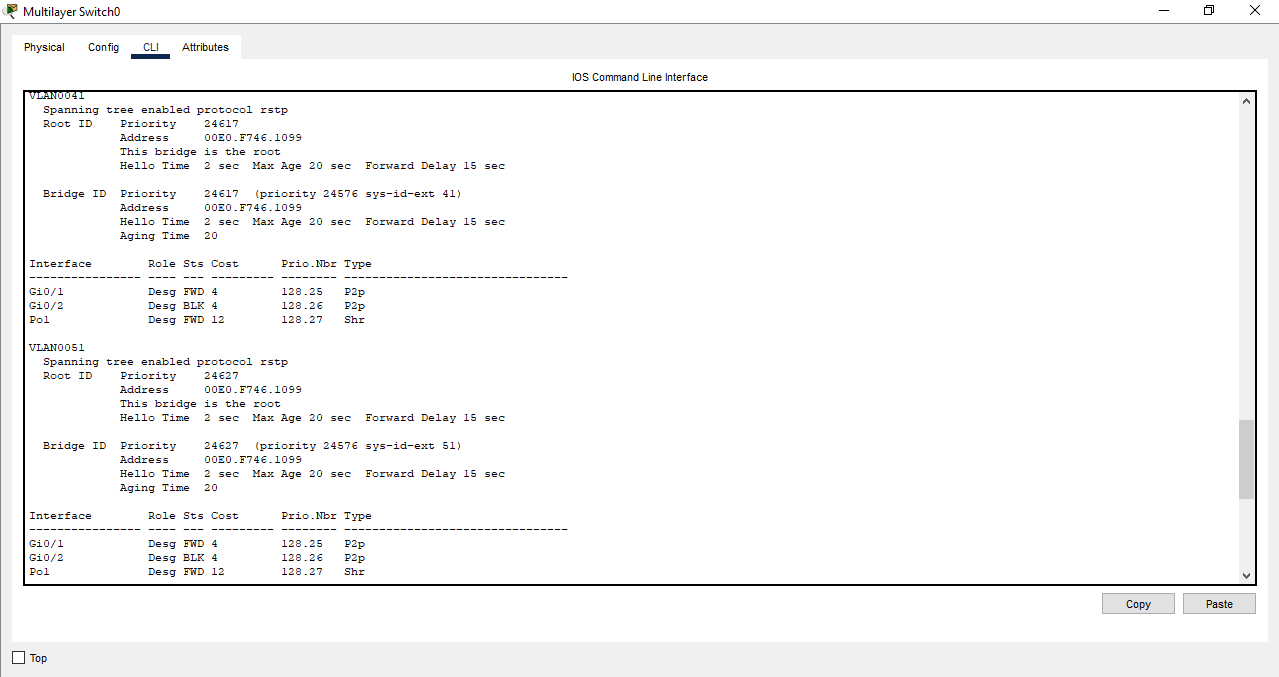 Multilayer Switch0
Physical Config CLI Attributes
IOS Command Line Interface
VLAN0041
  Spanning tree enabled protocol rstp
  Root ID    Priority    24617
             Address     00E0.F746.1099
             This bridge is the root
             Hello Time  2 sec  Max Age 20 sec  Forward Delay 15 sec

  Bridge ID  Priority    24617  (priority 24576 sys-id-ext 41)
             Address     00E0.F746.1099
             Hello Time  2 sec  Max Age 20 sec  Forward Delay 15 sec
             Aging Time  20

Interface        Role Sts Cost      Prio.Nbr Type
---------------- ---- --- --------- -------- --------------------------------
Gi0/1            Desg FWD 4         128.25   P2p
Gi0/2            Desg BLK 4         128.26   P2p
Po1              Desg FWD 12        128.27   Shr

VLAN0051
  Spanning tree enabled protocol rstp
  Root ID    Priority    24627
             Address     00E0.F746.1099
             This bridge is the root
             Hello Time  2 sec  Max Age 20 sec  Forward Delay 15 sec

  Bridge ID  Priority    24627  (priority 24576 sys-id-ext 51)
             Address     00E0.F746.1099
             Hello Time  2 sec  Max Age 20 sec  Forward Delay 15 sec
             Aging Time  20

Interface        Role Sts Cost      Prio.Nbr Type
---------------- ---- --- --------- -------- --------------------------------
Gi0/1            Desg FWD 4         128.25   P2p
Gi0/2            Desg BLK 4         128.26   P2p
Po1              Desg FWD 12        128.27   Shr
Copy Paste
Top